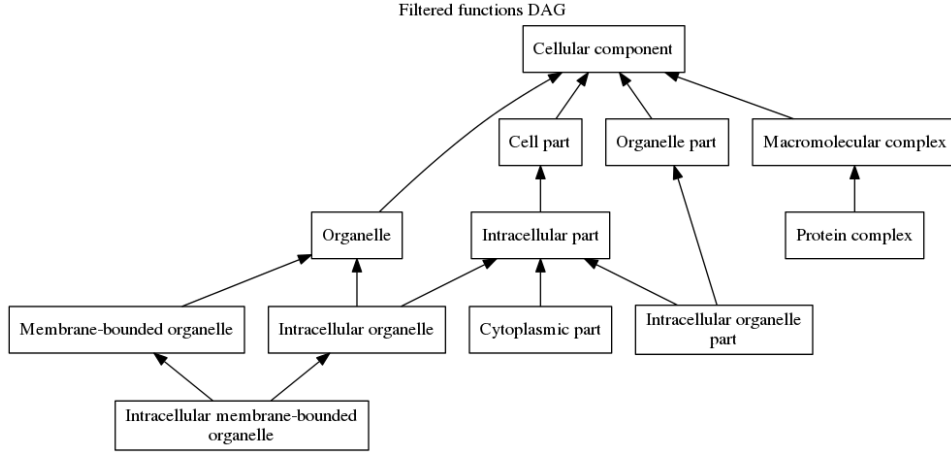 Filtered functions DAG
Cellular component
Cell part
Organelle part
Macromolecular complex
Organelle
Intracellular part
Protein complex
Membrane-bounded organelle
Intracellular organelle
Cytoplasmic part
Intracellular organelle
part
Intracellular membrane-bounded
organelle